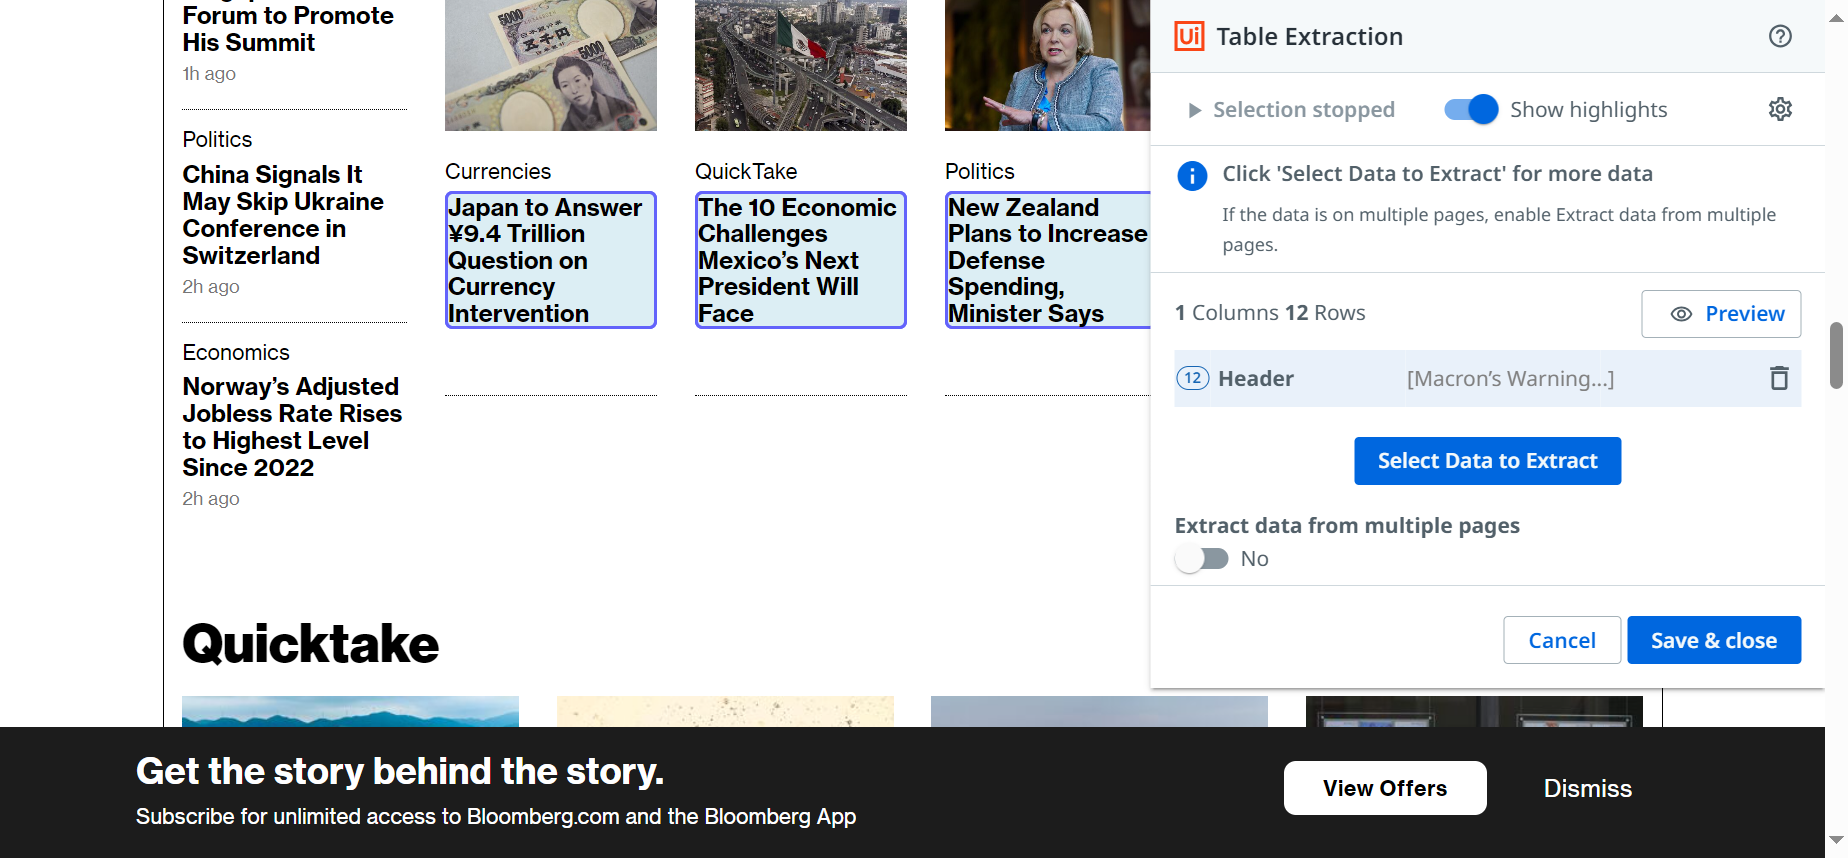 Forum to Promote
His Summit
1h ago
Politics
China Signals It
May Skip Ukraine
Conference in
Switzerland
2h ago
Economics
Norway’s Adjusted
Jobless Rate Rises
to Highest Level
Since 2022
2h ago
5000
五千円
5000
Currencies
Japan to Answer
¥9.4 Trillion
Question on
Currency
Intervention
QuickTake
The 10 Economic
Challenges
Mexico’s Next
President Will
Face
Politics
New Zealand
Plans to Increase
Defense
Spending,
Minister Says
Quicktake
Ui Table Extraction
Selection stopped
Show highlights
Click 'Select Data to Extract' for more data
If the data is on multiple pages, enable Extract data from multiple
pages.
1 Columns 12 Rows
Preview
12 Header [Macron’s Warning...]
Select Data to Extract
Extract data from multiple pages
No
Cancel
Save & close
Get the story behind the story.
Subscribe for unlimited access to Bloomberg.com and the Bloomberg App
View Offers
Dismiss